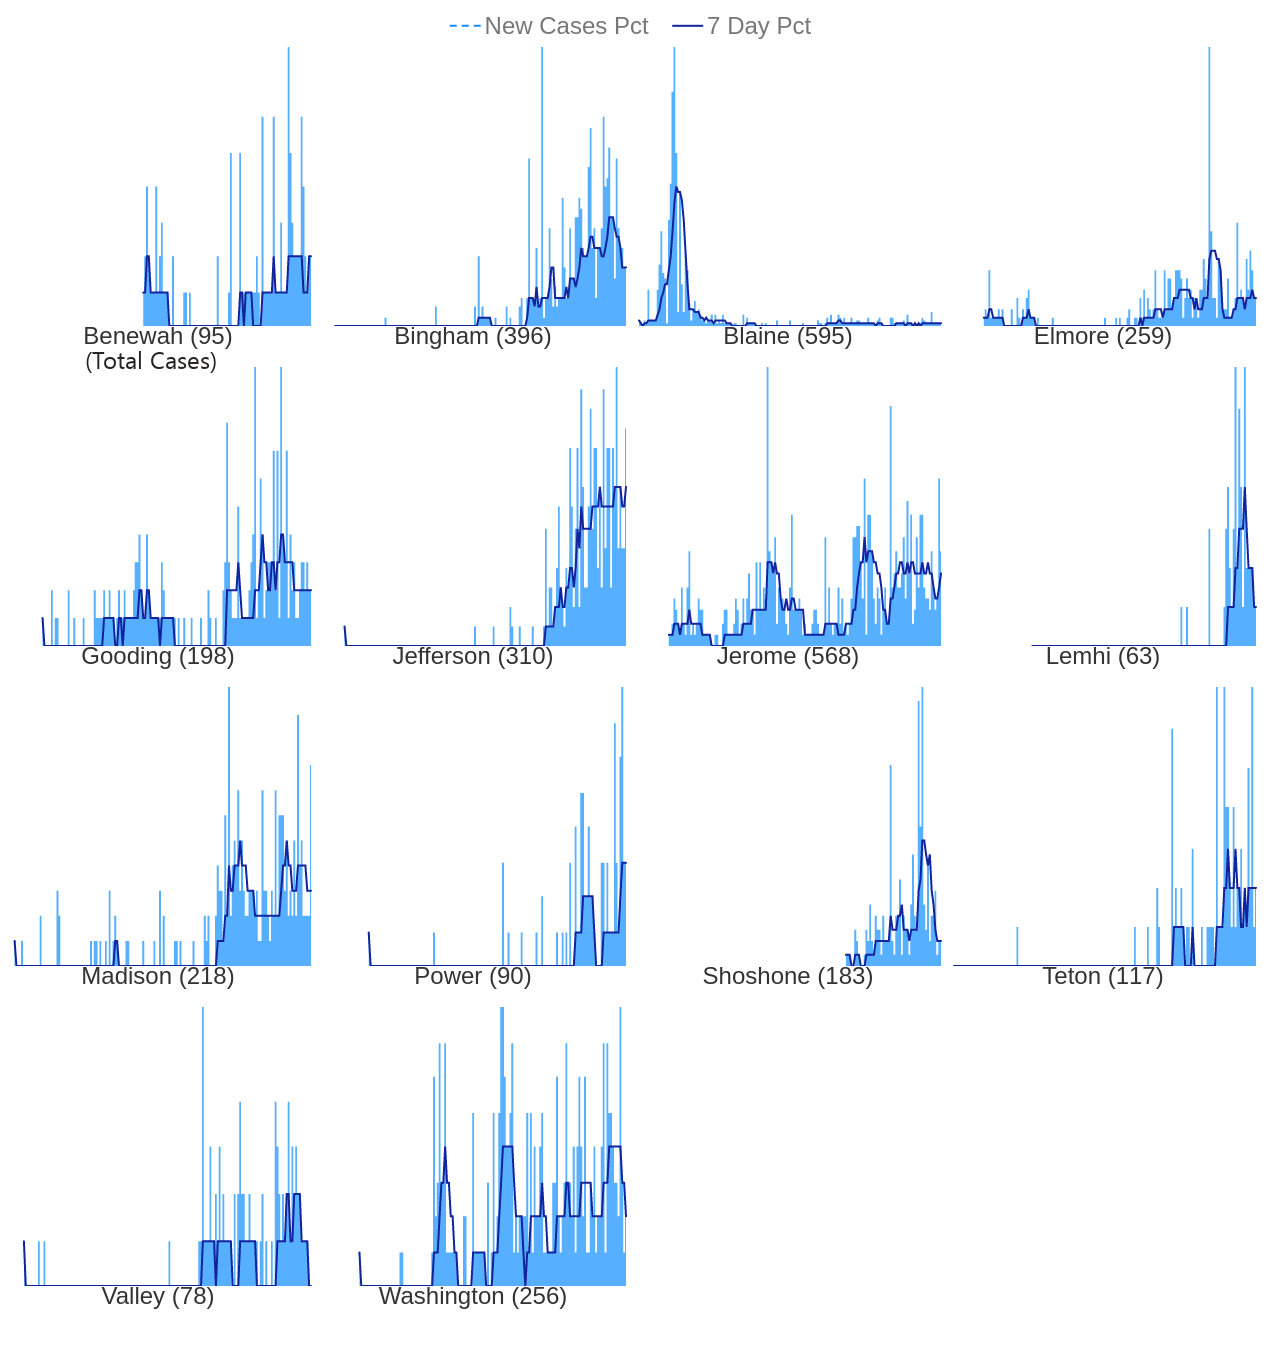 New Cases Pct 7 Day Pct
Benewah (95) Bingham (396) Blaine (595) Elmore (259)
(Total Cases)
Gooding (198) Jefferson (310) Jerome (568) Lemhi (63)
Madison (218) Power (90) Shoshone (183) Teton (117)
Valley (78) Washington (256)